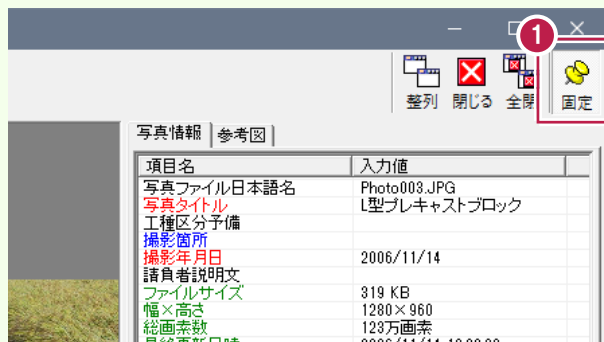 1
整列 閉じる 全閉 固定
写真情報 参考図
項目名 入力値
写真ファイル日本語名 Photo003.JPG
写真タイトル L型プレキャストブロック
工種区分予備
撮影箇所
撮影年月日 2006/11/14
請負者説明文
ファイルサイズ 319 KB
幅×高さ 1280×960
総画素数 123万画素